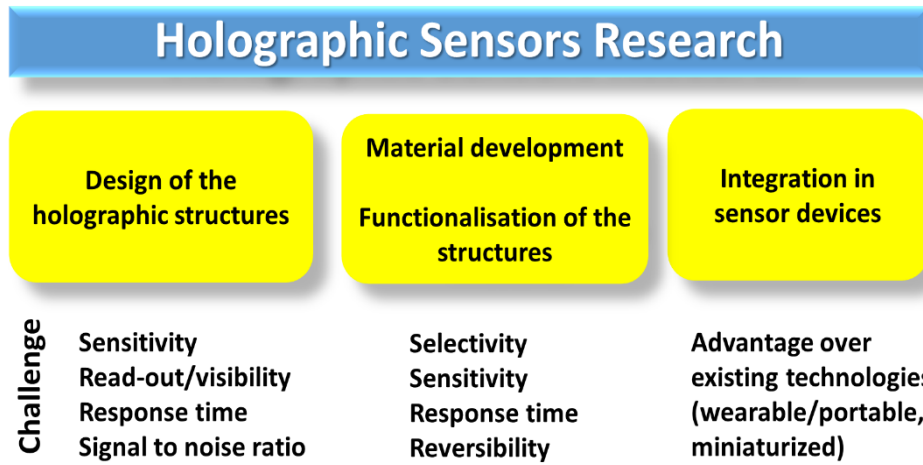 Holographic Sensors Research
Design of the
holographic structures
Material development
Functionalisation of the
structures
Integration in
sensor devices
Challenge
Sensitivity
Read-out/visibility
Response time
Signal to noise ratio
Selectivity
Sensitivity
Response time
Reversibility
Advantage over
existing technologies
(wearable/portable,
miniaturized)